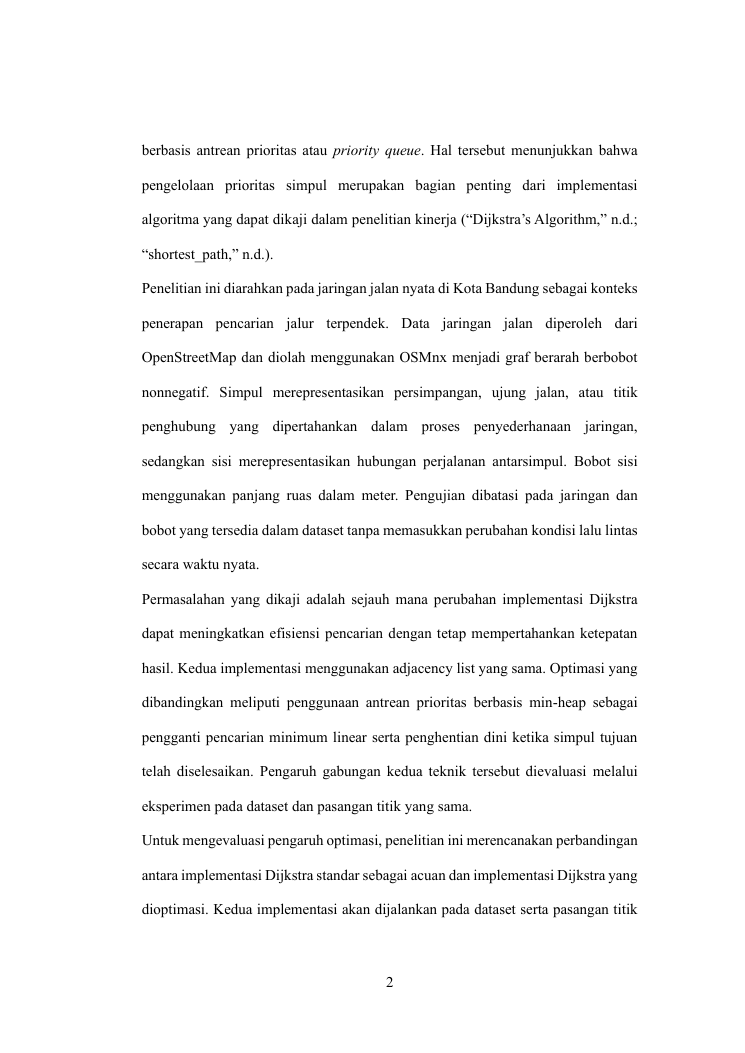 berbasis antrean prioritas atau priority queue. Hal tersebut menunjukkan bahwa
pengelolaan prioritas simpul merupakan bagian penting dari implementasi
algoritma yang dapat dikaji dalam penelitian kinerja (“Dijkstra’s Algorithm,” n.d.;
“shortest_path,” n.d.).
Penelitian ini diarahkan pada jaringan jalan nyata di Kota Bandung sebagai konteks
penerapan pencarian jalur terpendek. Data jaringan jalan diperoleh dari
OpenStreetMap dan diolah menggunakan OSMnx menjadi graf berarah berbobot
nonnegatif. Simpul merepresentasikan persimpangan, ujung jalan, atau titik
penghubung yang dipertahankan dalam proses penyederhanaan jaringan,
sedangkan sisi merepresentasikan hubungan perjalanan antarsimpul. Bobot sisi
menggunakan panjang ruas dalam meter. Pengujian dibatasi pada jaringan dan
bobot yang tersedia dalam dataset tanpa memasukkan perubahan kondisi lalu lintas
secara waktu nyata.
Permasalahan yang dikaji adalah sejauh mana perubahan implementasi Dijkstra
dapat meningkatkan efisiensi pencarian dengan tetap mempertahankan ketepatan
hasil. Kedua implementasi menggunakan adjacency list yang sama. Optimasi yang
dibandingkan meliputi penggunaan antrean prioritas berbasis min-heap sebagai
pengganti pencarian minimum linear serta penghentian dini ketika simpul tujuan
telah diselesaikan. Pengaruh gabungan kedua teknik tersebut dievaluasi melalui
eksperimen pada dataset dan pasangan titik yang sama.
Untuk mengevaluasi pengaruh optimasi, penelitian ini merencanakan perbandingan
antara implementasi Dijkstra standar sebagai acuan dan implementasi Dijkstra yang
dioptimasi. Kedua implementasi akan dijalankan pada dataset serta pasangan titik
2